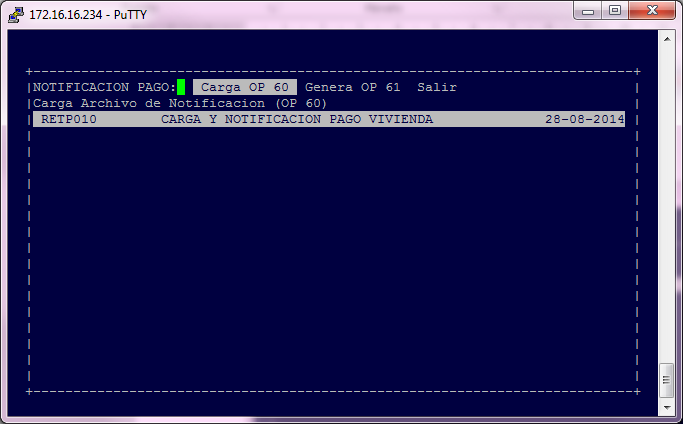 172.16.16.234 - PuTTY
NOTIFICACION PAGO: Carga OP 60 Genera OP 61 Salir
Carga Archivo de Notificacion (OP 60)
RETP010 CARGA Y NOTIFICACION PAGO VIVIENDA 28-08-2014